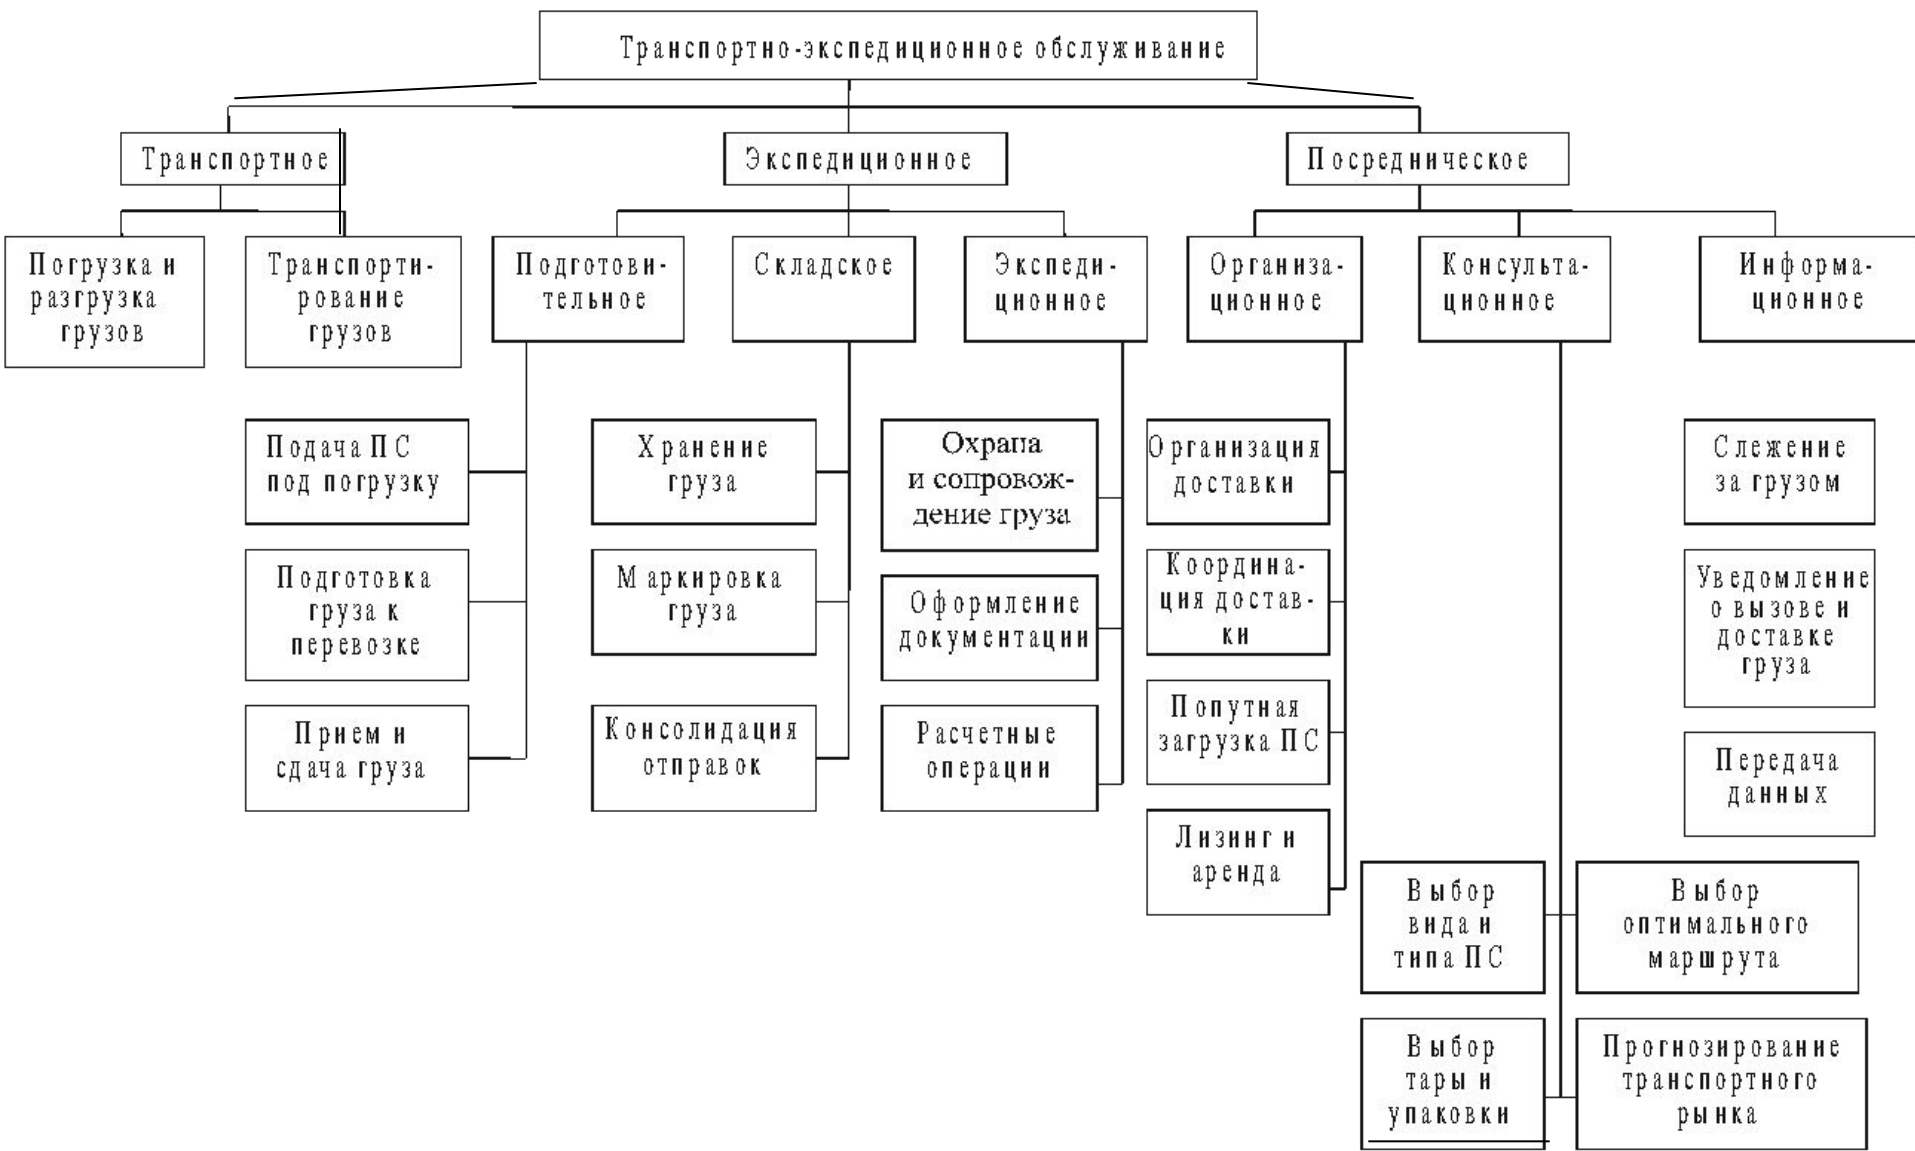 Транспортно-экспедиционное обслуживание
Транспортное
Экспедиционное
Посредническое
Погрузка и
разгрузка
грузов
Транспорти-
рование
грузов
Подготови-
тельное
Складское
Экспеди-
ционное
Организа-
ционное
Консульта-
ционное
Информа-
ционное
Подача ПС
под погрузку
Хранение
груза
Охрана
и сопровож-
дение груза
Организация
доставки
Слежение
за грузом
Подготовка
груза к
перевозке
Маркировка
груза
Оформление
документации
Координа-
ция достав-
ки
Уведомление
о вызове и
доставке
груза
Прием и
сдача груза
Консолидация
отправок
Расчетные
операции
Попутная
загрузка ПС
Передача
данных
Лизинг и
аренда
Выбор
вида и
типа ПС
Выбор
оптимального
маршрута
Выбор
тары и
упаковки
Прогнозирование
транспортного
рынка